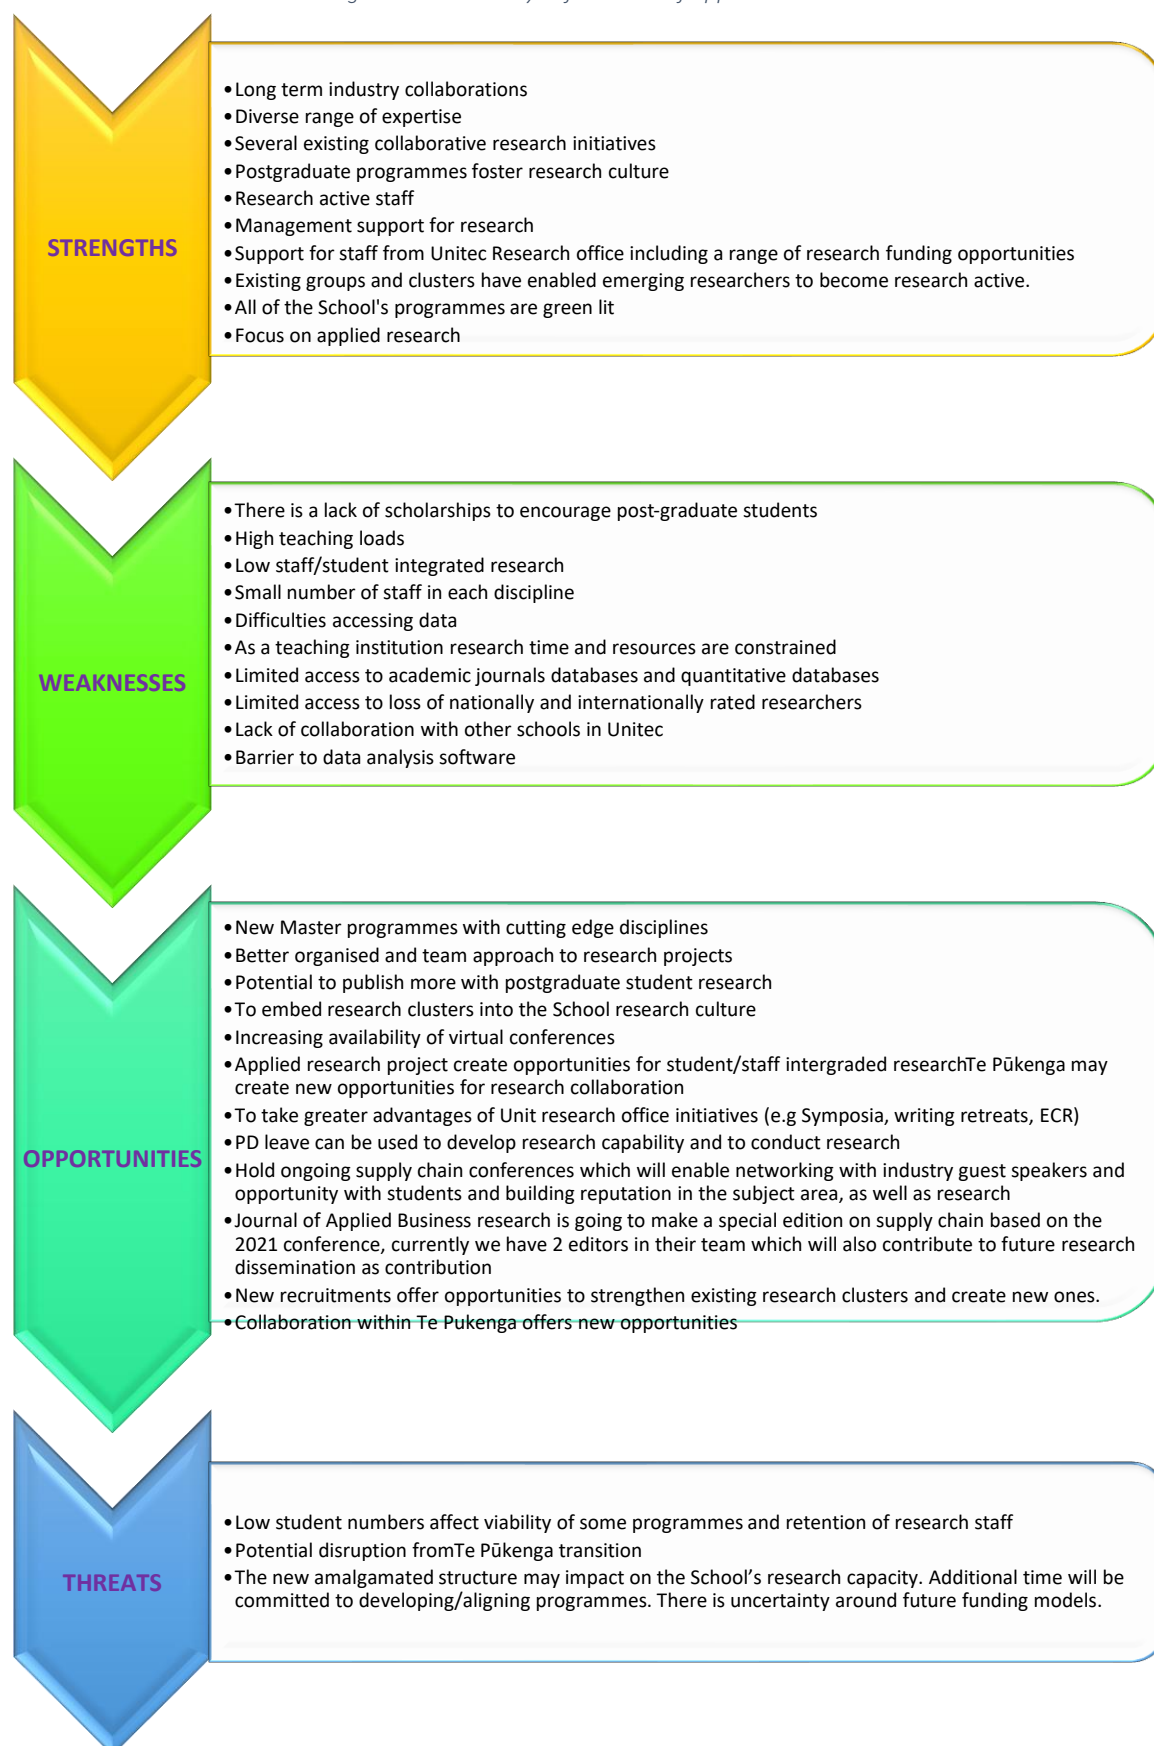 STRENGTHS
•Long term industry collaborations
•Diverse range of expertise
•Several existing collaborative research initiatives
•Postgraduate programmes foster research culture
•Research active staff
•Management support for research
•Support for staff from Unitec Research office including a range of research funding opportunities
•Existing groups and clusters have enabled emerging researchers to become research active.
•All of the School's programmes are green lit
•Focus on applied research
WEAKNESSES
•There is a lack of scholarships to encourage post-graduate students
•High teaching loads
•Low staff/student integrated research
•Small number of staff in each discipline
•Difficulties accessing data
•As a teaching institution research time and resources are constrained
•Limited access to academic journals databases and quantitative databases
•Limited access to loss of nationally and internationally rated researchers
•Lack of collaboration with other schools in Unitec
•Barrier to data analysis software
OPPORTUNITIES
•New Master programmes with cutting edge disciplines
•Better organised and team approach to research projects
•Potential to publish more with postgraduate student research
•To embed research clusters into the School research culture
•Increasing availability of virtual conferences
•Applied research project create opportunities for student/staff intergraded researchTe Pūkenga may
create new opportunities for research collaboration
•To take greater advantages of Unit research office initiatives (e.g Symposia, writing retreats, ECR)
•PD leave can be used to develop research capability and to conduct research
•Hold ongoing supply chain conferences which will enable networking with industry guest speakers and
opportunity with students and building reputation in the subject area, as well as research
•Journal of Applied Business research is going to make a special edition on supply chain based on the
2021 conference, currently we have 2 editors in their team which will also contribute to future research
dissemination as contribution
•New recruitments offer opportunities to strengthen existing research clusters and create new ones.
•Collaboration within Te Pukenga offers new opportunities
THREATS
•Low student numbers affect viability of some programmes and retention of research staff
•Potential disruption fromTe Pūkenga transition
•The new amalgamated structure may impact on the School’s research capacity. Additional time will be
committed to developing/aligning programmes. There is uncertainty around future funding models.